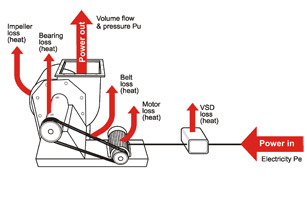 Impeller
loss
(heat)
Bearing
loss
(heat)
Power out
Volume flow
& pressure Pu
Belt
loss
(heat)
Motor
loss
(heat)
VSD
loss
(heat)
Power in
Electricity Pe